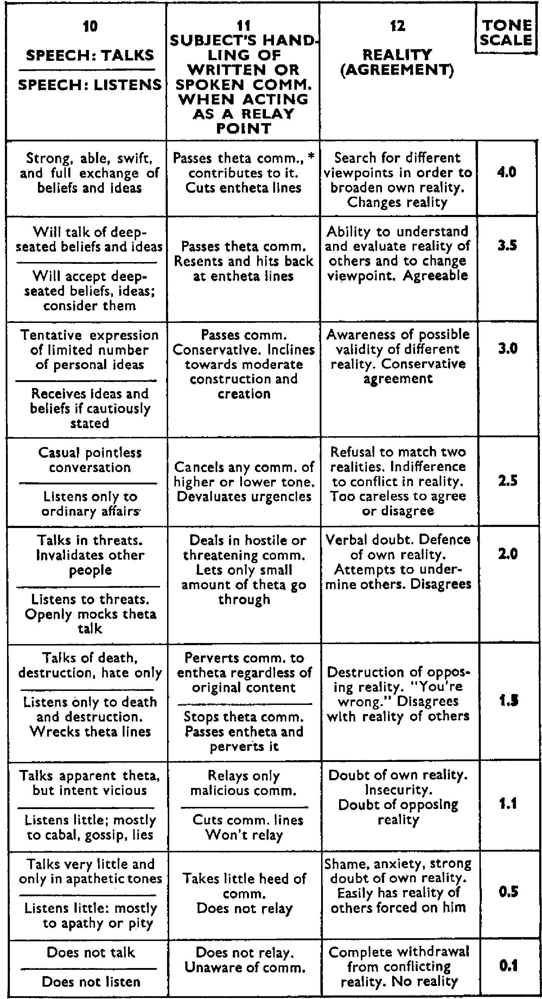 10
SPEECH: TALKS
SPEECH: LISTENS
11
SUBJECT'S HAND-
LING OF
WRITTEN OR
SPOKEN COMM.
WHEN ACTING
AS A RELAY
POINT
12
REALITY
(AGREEMENT)
TONE
SCALE
Strong, able, swift,
and full exchange of
beliefs and ideas
Passes theta comm., *
contributes to it.
Cuts entheta lines
Search for different
viewpoints in order to
broaden own reality.
Changes reality
4.0
Will talk of deep-
seated beliefs and ideas
Will accept deep-
seated beliefs, ideas;
consider them
Passes theta comm.
Resents and hits back
at entheta lines
Ability to understand
and evaluate reality of
others and to change
viewpoint. Agreeable
3.5
Tentative expression
of limited number
of personal ideas
Receives ideas and
beliefs if cautiously
stated
Passes comm.
Conservative. Inclines
towards moderate
construction and
creation
Awareness of possible
validity of different
reality. Conservative
agreement
3.0
Casual pointless
conversation
Listens only to
ordinary affairs
Cancels any comm. of
higher or lower tone.
Devaluates urgencies
Refusal to match two
realities. Indifference
to conflict in reality.
Too careless to agree
or disagree
2.5
Talks in threats.
Invalidates other
people
Listens to threats.
Openly mocks theta
talk
Deals in hostile or
threatening comm.
Lets only small
amount of theta go
through
Verbal doubt. Defence
of own reality.
Attempts to under-
mine others. Disagrees
2.0
Talks of death,
destruction, hate only
Listens only to death
and destruction.
Wrecks theta lines
Perverts comm. to
entheta regardless of
original content
Stops theta comm.
Passes entheta and
perverts it
Destruction of oppos-
ing reality. "You're
wrong." Disagrees
with reality of others
1.5
Talks apparent theta,
but intent vicious
Listens little; mostly
to cabal, gossip, lies
Relays only
malicious comm.
Cuts comm. lines
Won't relay
Doubt of own reality.
Insecurity.
Doubt of opposing
reality
1.1
Talks very little and
only in apathetic tones
Listens little: mostly
to apathy or pity
Takes little heed of
comm.
Does not relay
Shame, anxiety, strong
doubt of own reality.
Easily has reality of
others forced on him
0.5
Does not talk
Does not listen
Does not relay.
Unaware of comm.
Complete withdrawal
from conflicting
reality. No reality
0.1